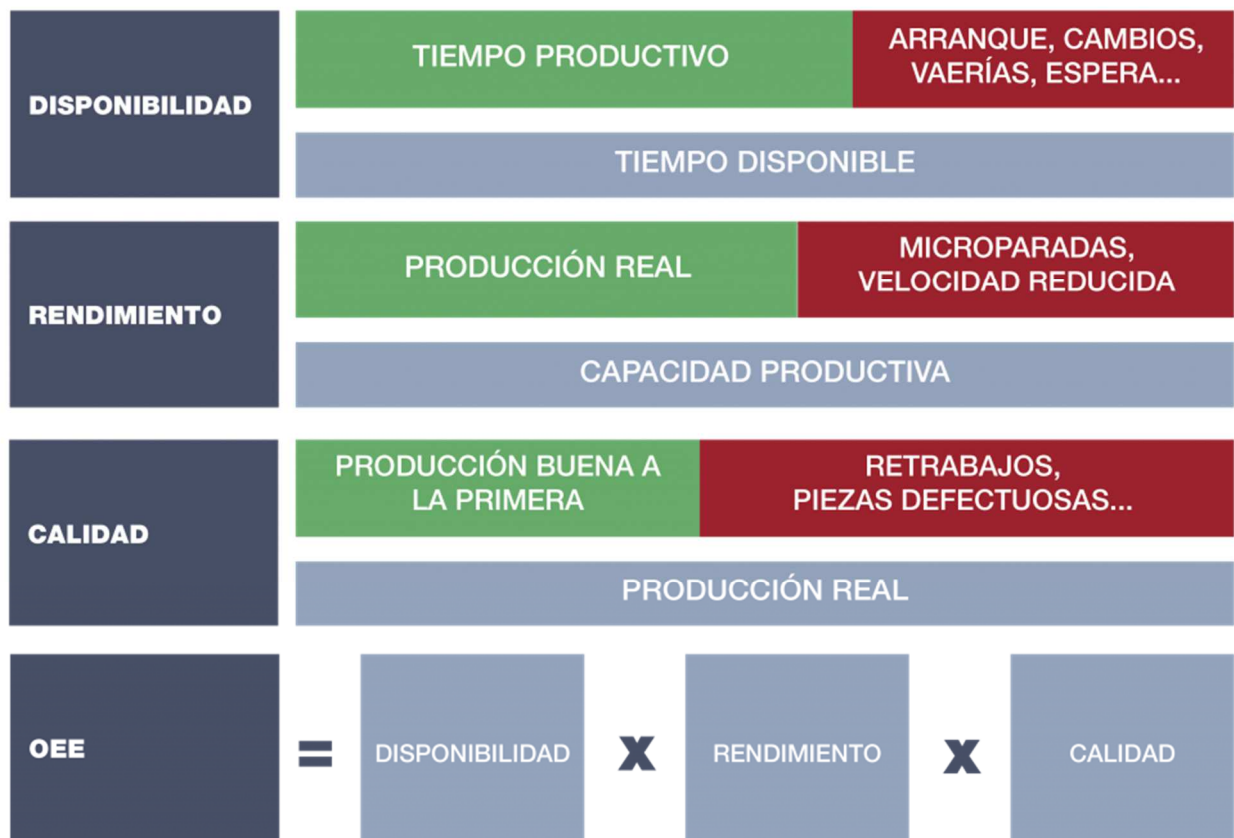 DISPONIBILIDAD
TIEMPO PRODUCTIVO
ARRANQUE, CAMBIOS,
VAERÍAS, ESPERA...
TIEMPO DISPONIBLE
RENDIMIENTO
PRODUCCIÓN REAL
MICROPARADAS,
VELOCIDAD REDUCIDA
CAPACIDAD PRODUCTIVA
CALIDAD
PRODUCCIÓN BUENA A
LA PRIMERA
RETRABAJOS,
PIEZAS DEFECTUOSAS...
PRODUCCIÓN REAL
OEE = DISPONIBILIDAD X RENDIMIENTO X CALIDAD